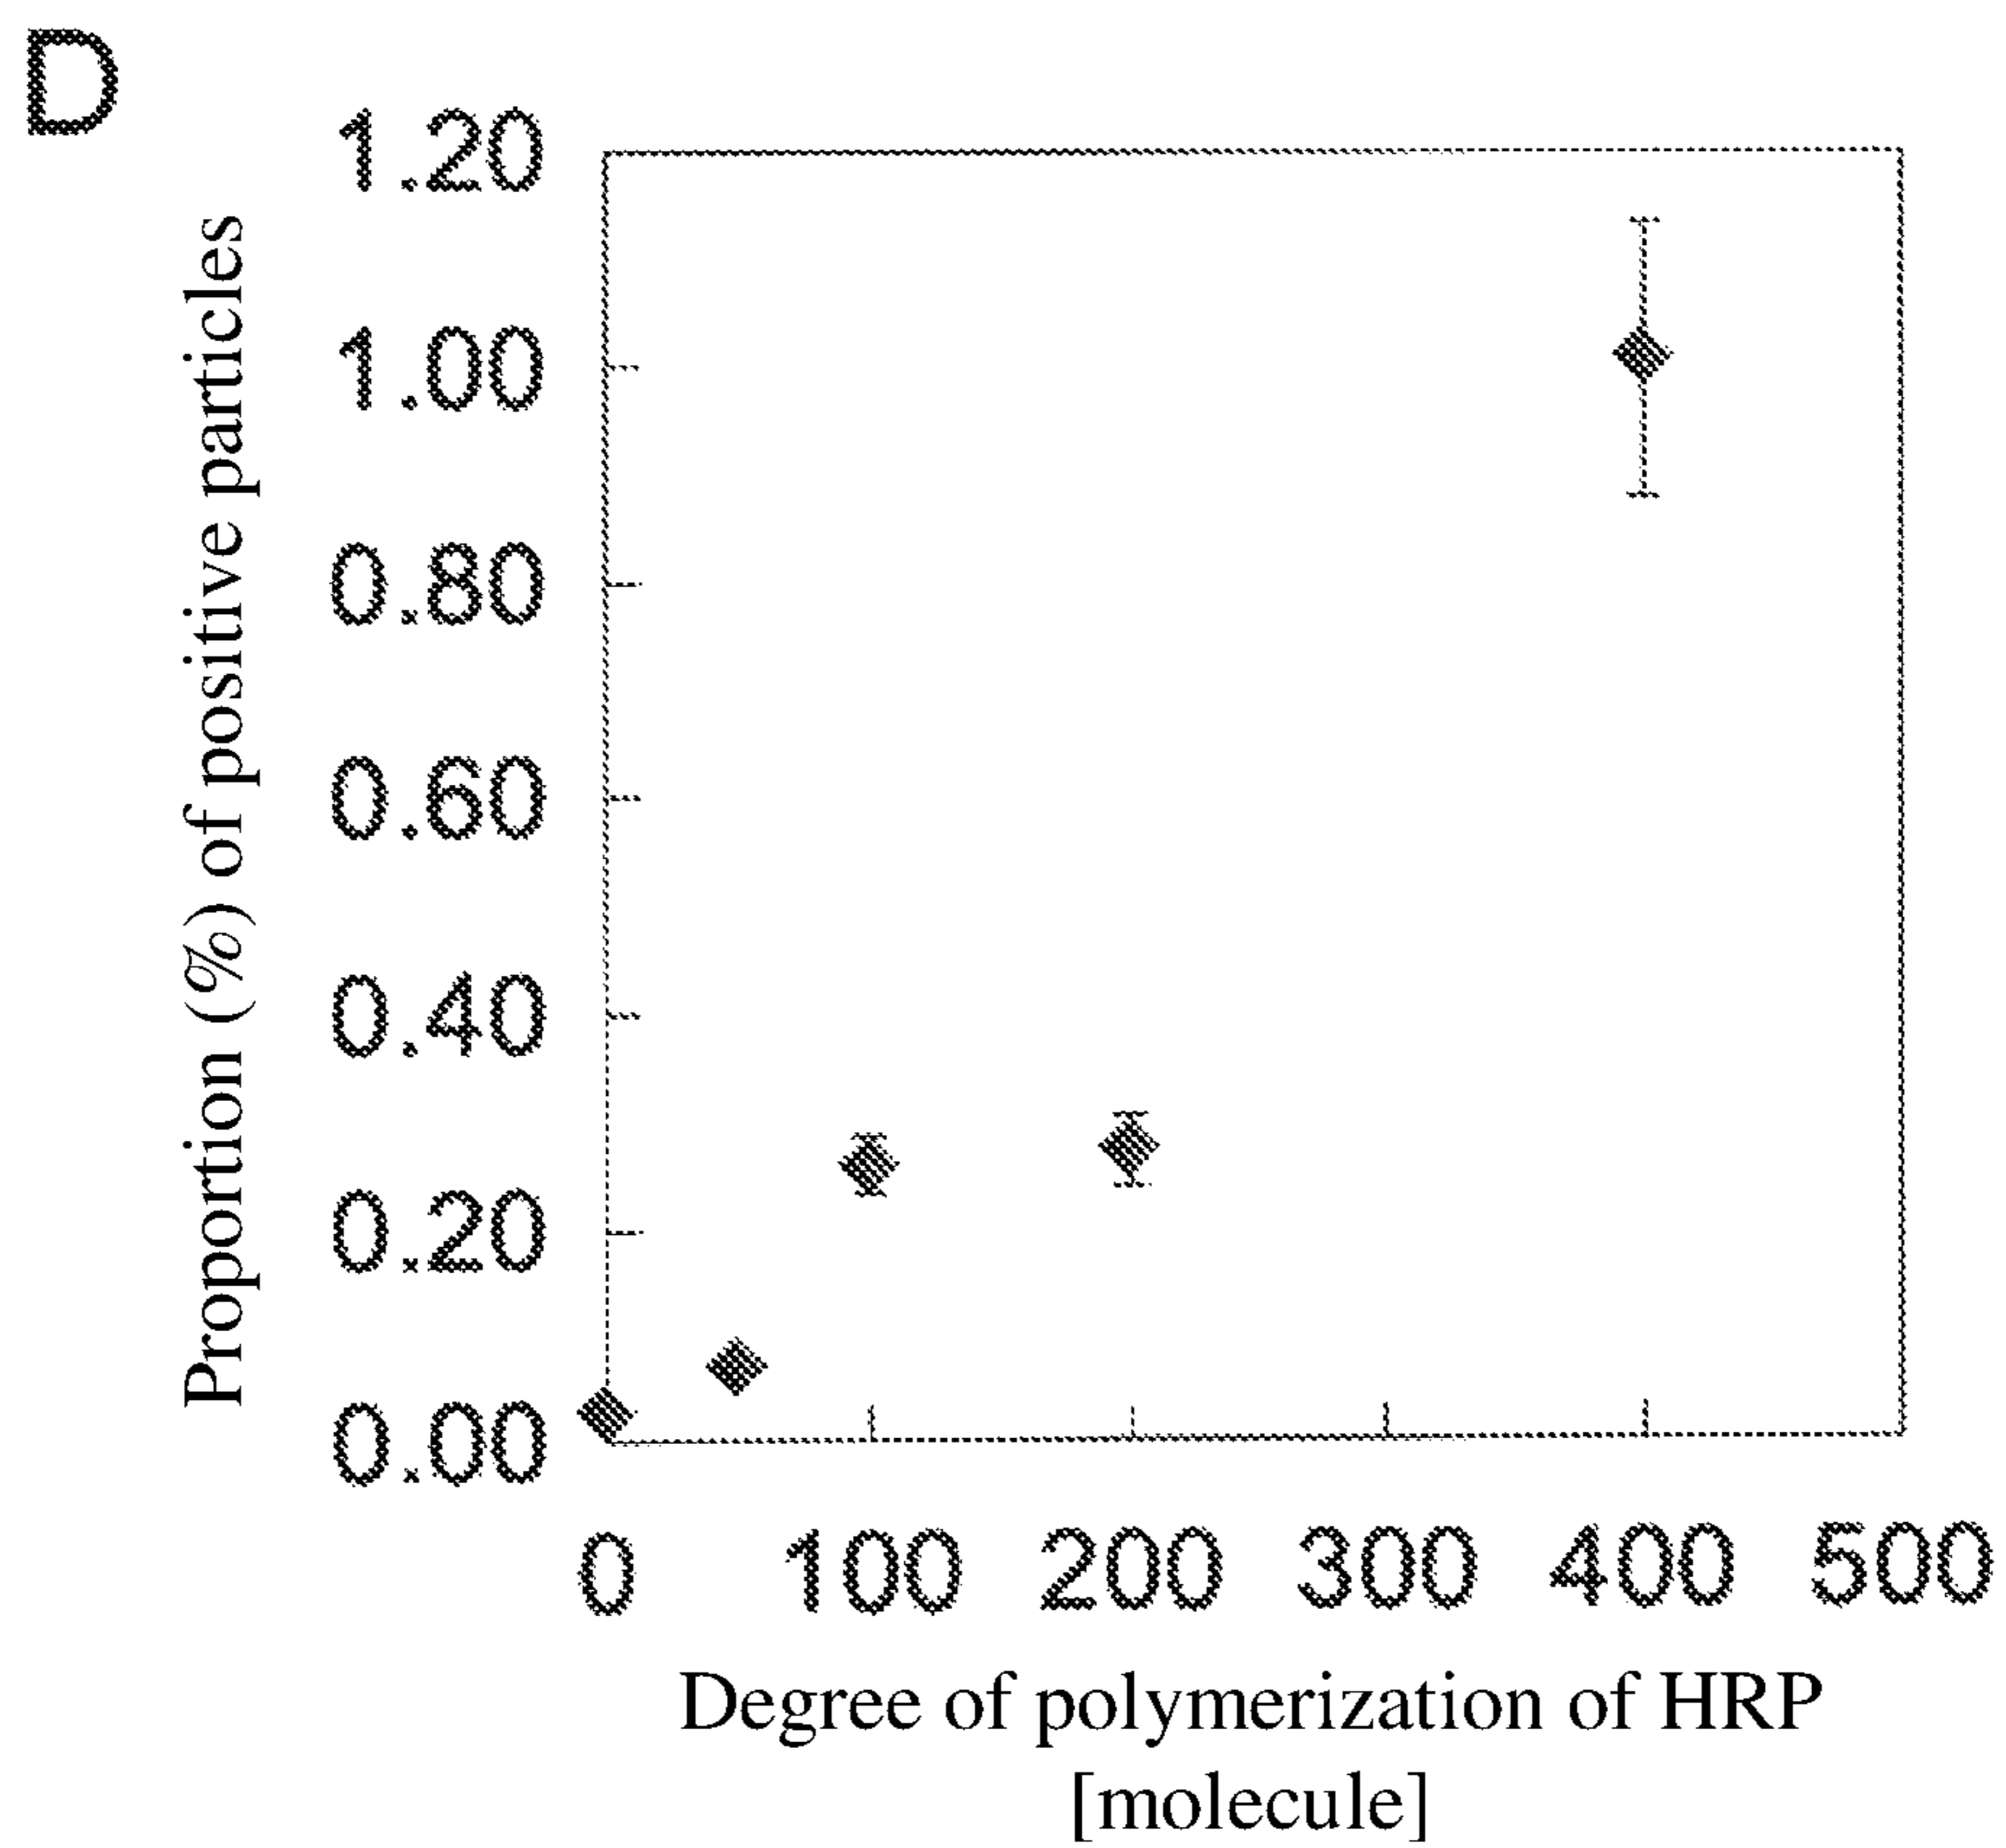 D
Proportion (%) of positive particles
1.20
1.00
0.80
0.60
0.40
0.20
0.00
0 100 200 300 400 500
Degree of polymerization of HRP
[molecule]